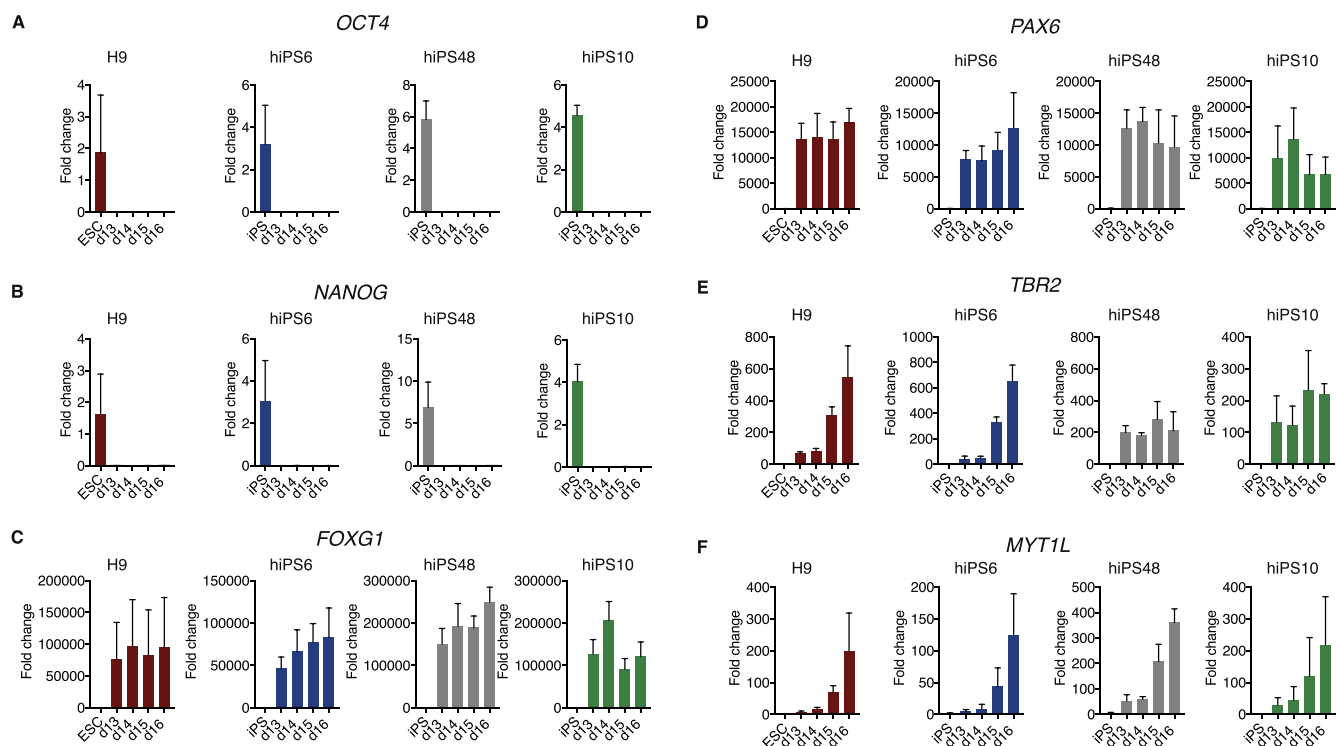 A
OCT4
H9 hiPS6 hiPS48 hiPS10
Fold change
4
3
2
1
0
ESC d13 d14 d15 d16
Fold change
6
4
2
0
iPS d13 d14 d15 d16
Fold change
8
6
4
2
0
iPS d13 d14 d15 d16
Fold change
6
4
2
0
iPS d13 d14 d15 d16
B
NANOG
H9 hiPS6 hiPS48 hiPS10
Fold change
4
3
2
1
0
ESC d13 d14 d15 d16
Fold change
6
4
2
0
iPS d13 d14 d15 d16
Fold change
15
10
5
0
iPS d13 d14 d15 d16
Fold change
6
4
2
0
iPS d13 d14 d15 d16
C
FOXG1
H9 hiPS6 hiPS48 hiPS10
Fold change
200000
150000
100000
50000
0
ESC d13 d14 d15 d16
Fold change
150000
100000
50000
0
iPS d13 d14 d15 d16
Fold change
300000
200000
100000
0
iPS d13 d14 d15 d16
Fold change
300000
200000
100000
0
iPS d13 d14 d15 d16
D
PAX6
H9 hiPS6 hiPS48 hiPS10
Fold change
25000
20000
15000
10000
5000
0
ESC d13 d14 d15 d16
Fold change
20000
15000
10000
5000
0
iPS d13 d14 d15 d16
Fold change
20000
15000
10000
5000
0
iPS d13 d14 d15 d16
Fold change
25000
20000
15000
10000
5000
0
iPS d13 d14 d15 d16
E
TBR2
H9 hiPS6 hiPS48 hiPS10
Fold change
800
600
400
200
0
ESC d13 d14 d15 d16
Fold change
1000
800
600
400
200
0
iPS d13 d14 d15 d16
Fold change
800
600
400
200
0
iPS d13 d14 d15 d16
Fold change
400
300
200
100
0
iPS d13 d14 d15 d16
F
MYT1L
H9 hiPS6 hiPS48 hiPS10
Fold change
400
300
200
100
0
ESC d13 d14 d15 d16
Fold change
200
150
100
50
0
iPS d13 d14 d15 d16
Fold change
500
400
300
200
100
0
iPS d13 d14 d15 d16
Fold change
400
300
200
100
0
iPS d13 d14 d15 d16